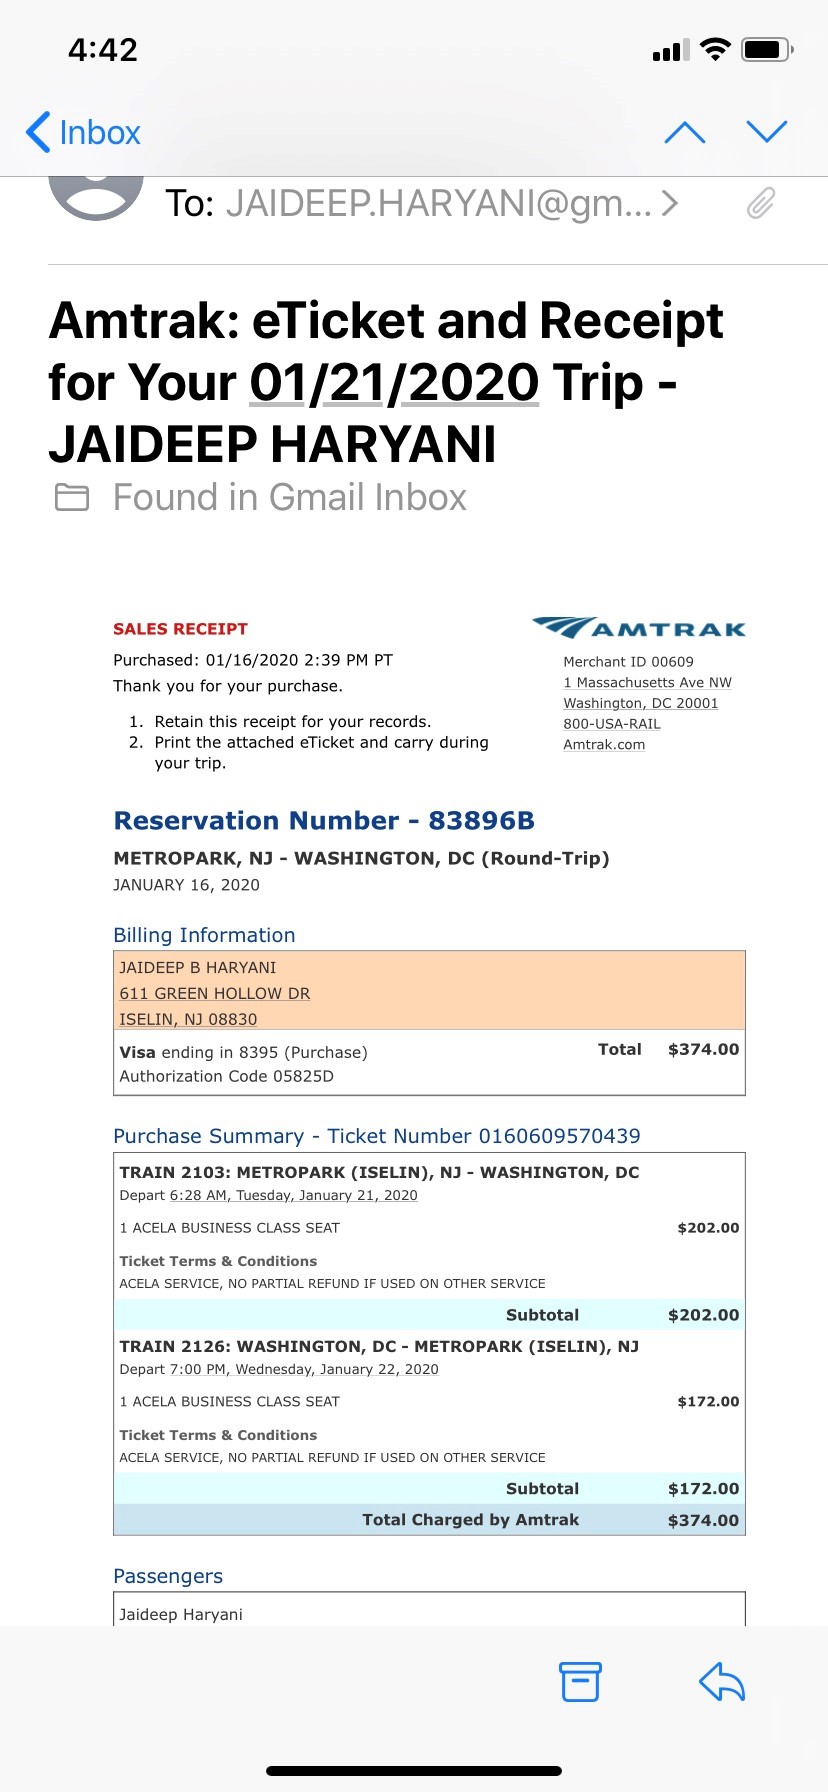 4:42
Inbox
To: JAIDEEP.HARYANI@gm...
Amtrak: eTicket and Receipt
for Your 01/21/2020 Trip -
JAIDEEP HARYANI
Found in Gmail Inbox
SALES RECEIPT
Purchased: 01/16/2020 2:39 PM PT
Thank you for your purchase.
1. Retain this receipt for your records.
2. Print the attached eTicket and carry during
your trip.
AMTRAK
Merchant ID 00609
1 Massachusetts Ave NW
Washington, DC 20001
800-USA-RAIL
Amtrak.com
Reservation Number - 83896B
METROPARK, NJ - WASHINGTON, DC (Round-Trip)
JANUARY 16, 2020
Billing Information
JAIDEEP B HARYANI
611 GREEN HOLLOW DR
ISELIN, NJ 08830
Visa ending in 8395 (Purchase) Total $374.00
Authorization Code 05825D
Purchase Summary - Ticket Number 0160609570439
TRAIN 2103: METROPARK (ISELIN), NJ - WASHINGTON, DC
Depart 6:28 AM, Tuesday, January 21, 2020
1 ACELA BUSINESS CLASS SEAT $202.00
Ticket Terms & Conditions
ACELA SERVICE, NO PARTIAL REFUND IF USED ON OTHER SERVICE
Subtotal $202.00
TRAIN 2126: WASHINGTON, DC - METROPARK (ISELIN), NJ
Depart 7:00 PM, Wednesday, January 22, 2020
1 ACELA BUSINESS CLASS SEAT $172.00
Ticket Terms & Conditions
ACELA SERVICE, NO PARTIAL REFUND IF USED ON OTHER SERVICE
Subtotal $172.00
Total Charged by Amtrak $374.00
Passengers
Jaideep Haryani